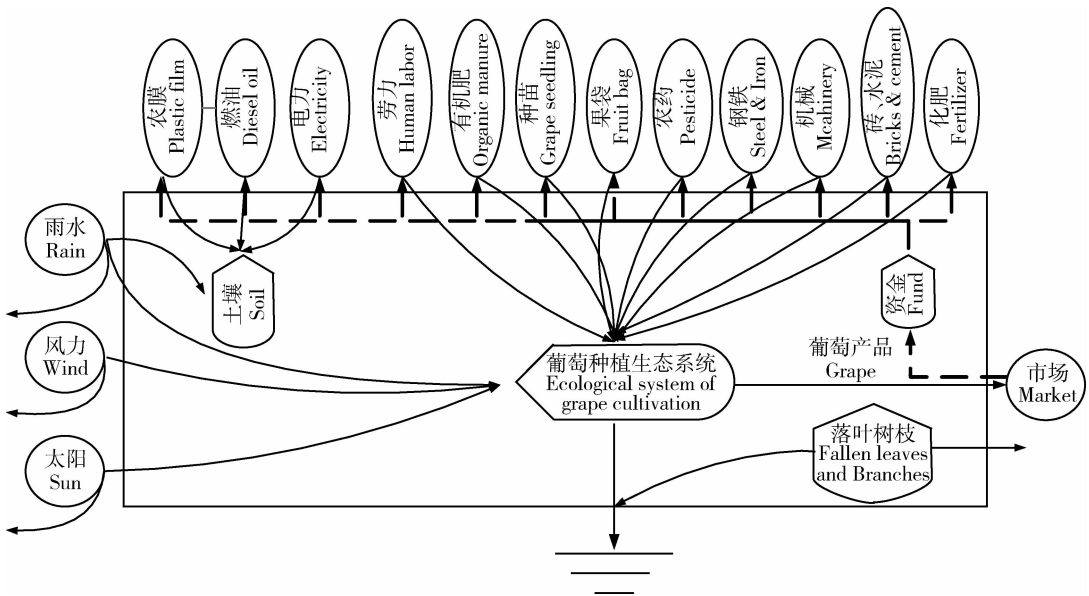 农膜
Plastic film
燃油
Diesel oil
电力
Electricity
劳力
Human labor
有机肥
Organic manure
种苗
Grape seedling
果袋
Fruit bag
农药
Pesticide
钢铁
Steel & Iron
机械
Mcahinery
砖、水泥
Bricks & cement
化肥
Fertilizer
雨水
Rain
土壤
Soil
资金
Fund
风力
Wind
葡萄种植生态系统
Ecological system of
grape cultivation
葡萄产品
Grape
市场
Market
太阳
Sun
落叶树枝
Fallen leaves
and Branches